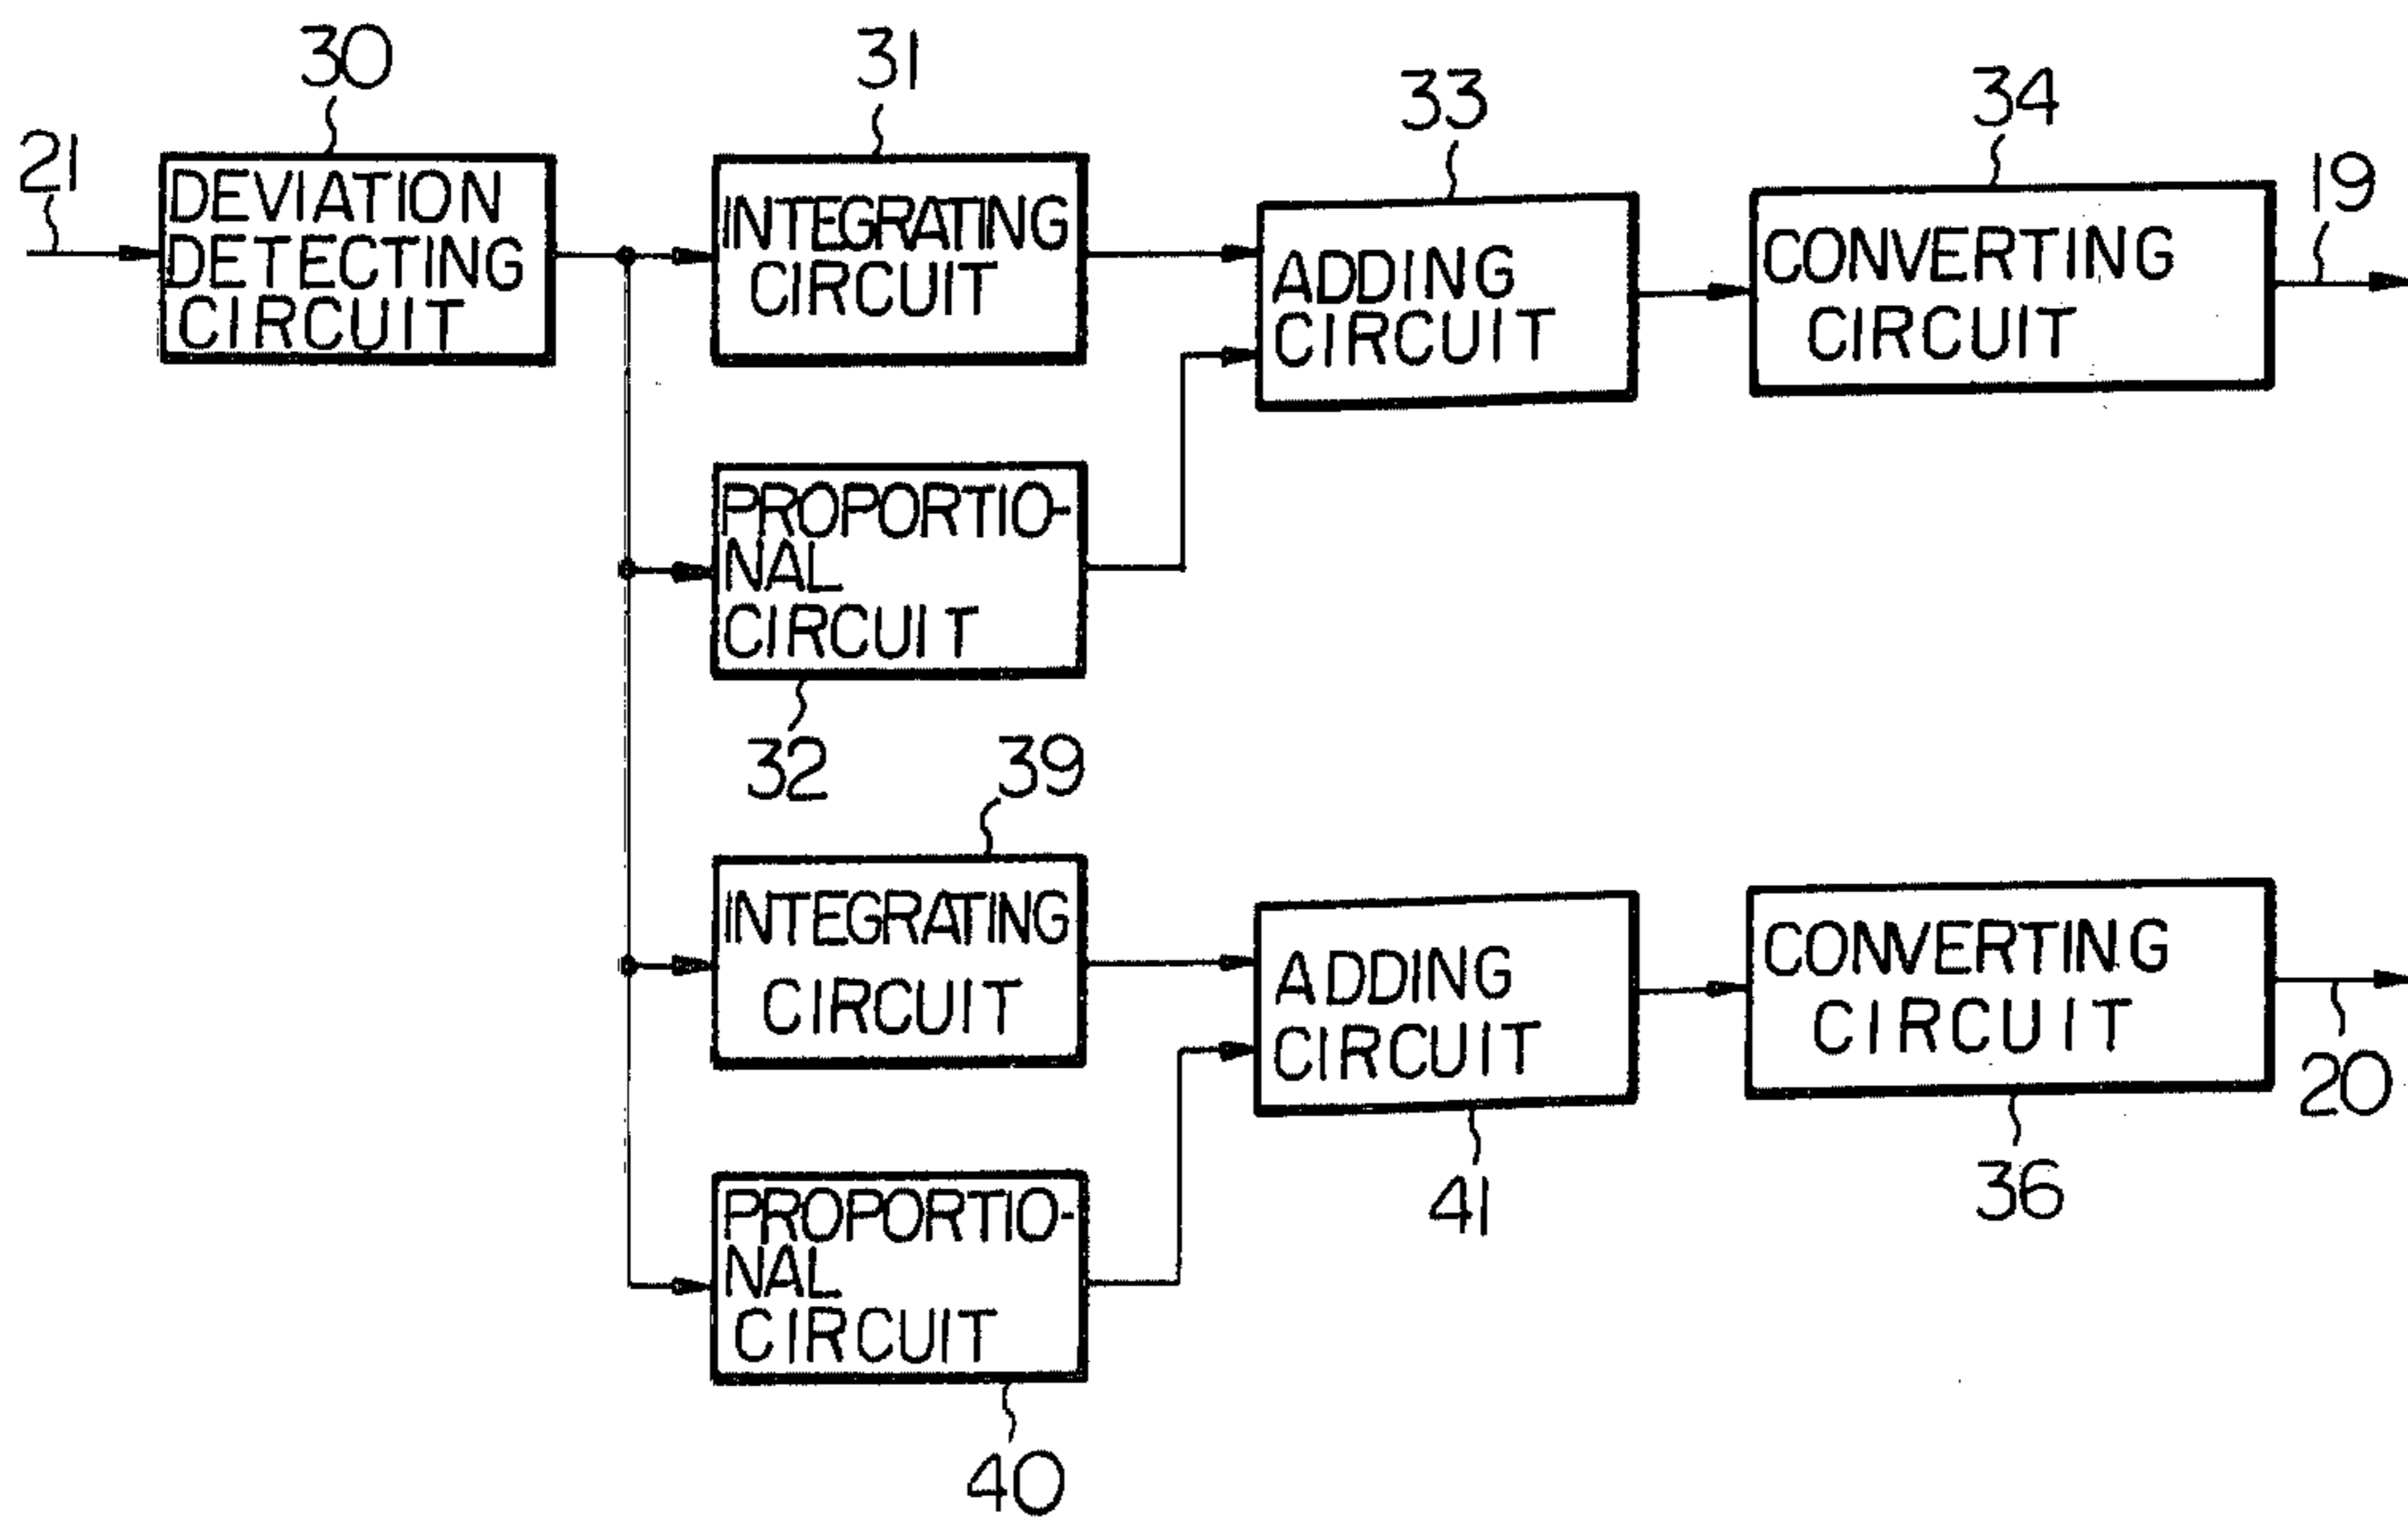 30
31
33
34
21
19
DEVIATION
DETECTING
CIRCUIT
INTEGRATING
CIRCUIT
ADDING
CIRCUIT
CONVERTING
CIRCUIT
PROPORTIO-
NAL
CIRCUIT
32
39
INTEGRATING
CIRCUIT
ADDING
CIRCUIT
CONVERTING
CIRCUIT
20
41
36
PROPORTIO-
NAL
CIRCUIT
40